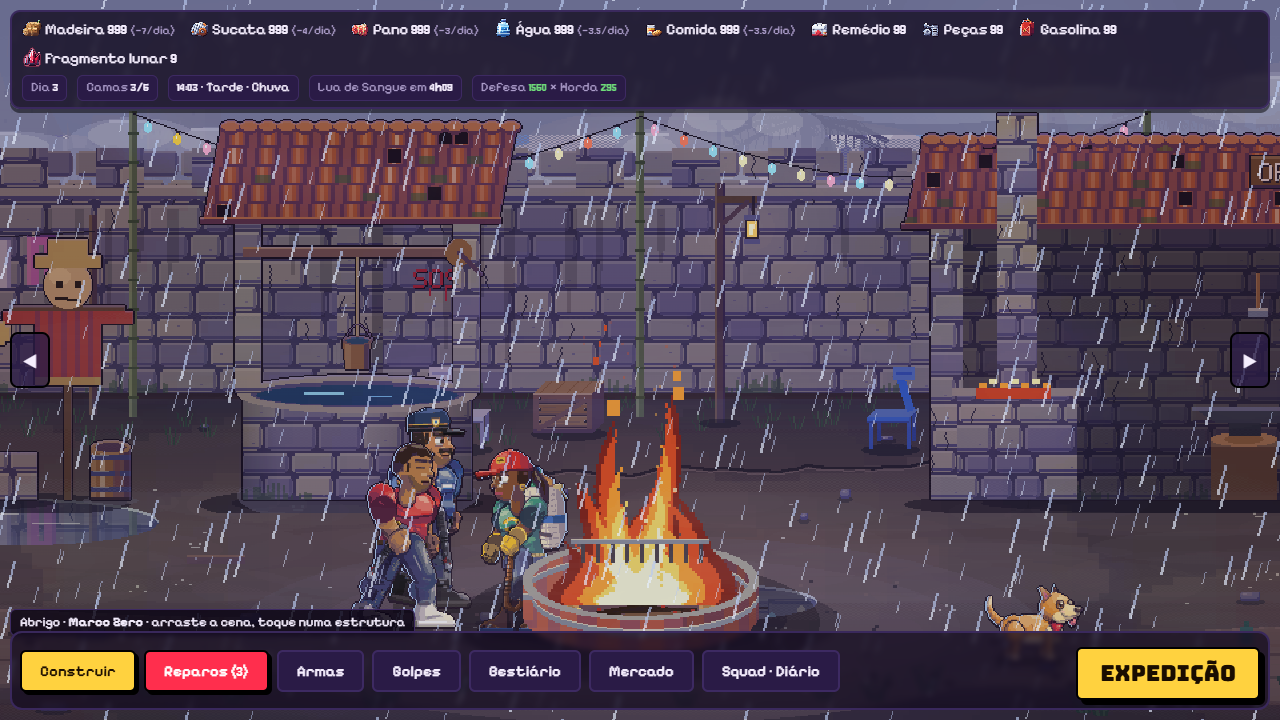 Madeira 999 (-7/dia) Sucata 999 (-4/dia) Pano 999 (-3/dia) Água 999 (-3.5/dia) Comida 999 (-3.5/dia) Remédio 99 Peças 99 Gasolina 99
Fragmento lunar 9
Dia 3 Camas 3/6 14:03 · Tarde · Chuva Lua de Sangue em 4h09 Defesa 1560 × Horda 295
SOS
◀ ▶
Abrigo · Marco Zero · arraste a cena, toque numa estrutura
Construir Reparos (3) Armas Golpes Bestiário Mercado Squad · Diário EXPEDIÇÃO